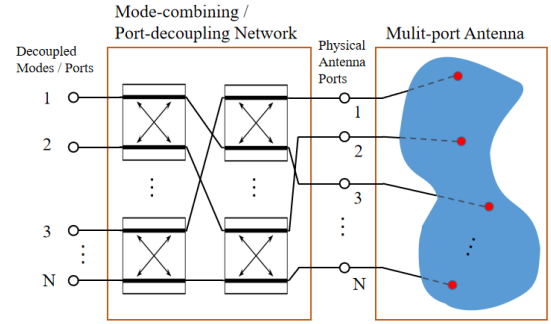 Mode-combining /
Port-decoupling Network
Decoupled
Modes / Ports
Physical
Antenna
Ports
Mulit-port Antenna
1
2
3
N
1
2
3
N